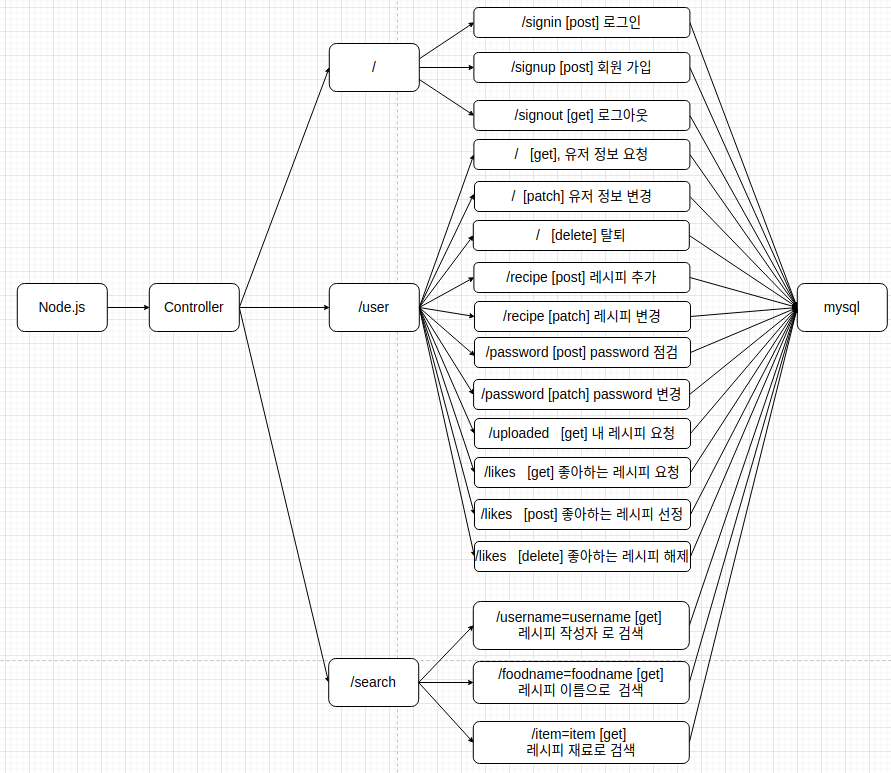 Node.js
Controller
/
/signin [post] 로그인
/signup [post] 회원 가입
/signout [get] 로그아웃
/user
/ [get], 유저 정보 요청
/ [patch] 유저 정보 변경
/ [delete] 탈퇴
/recipe [post] 레시피 추가
/recipe [patch] 레시피 변경
/password [post] password 점검
/password [patch] password 변경
/uploaded [get] 내 레시피 요청
/likes [get] 좋아하는 레시피 요청
/likes [post] 좋아하는 레시피 선정
/likes [delete] 좋아하는 레시피 해제
/search
/username=username [get]
레시피 작성자 로 검색
/foodname=foodname [get]
레시피 이름으로 검색
/item=item [get]
레시피 재료로 검색
mysql